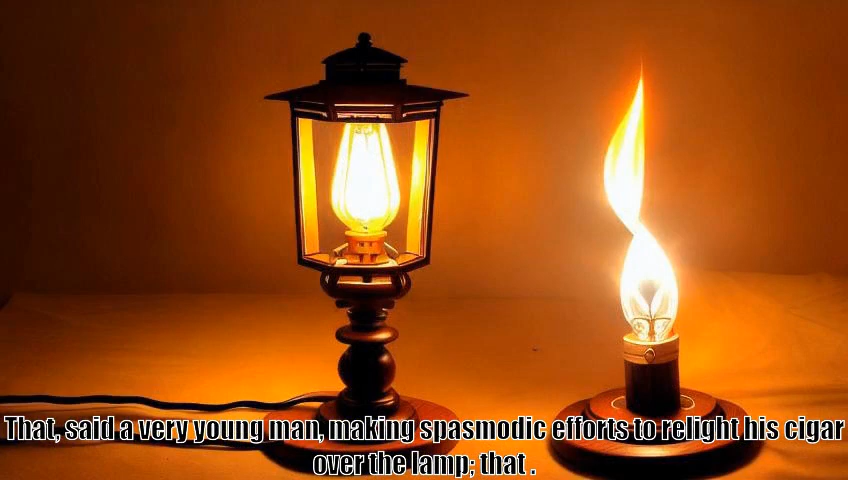 That, said a very young man, making spasmodic efforts to relight his cigar
over the lamp; that .